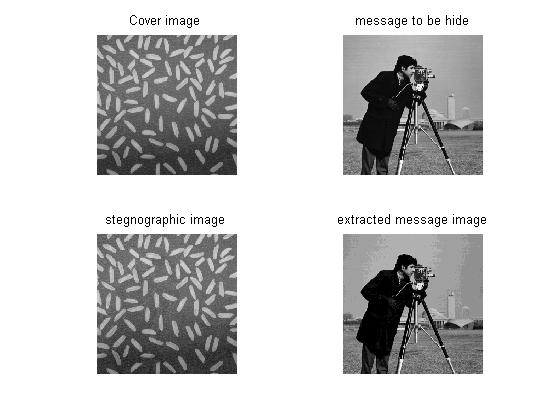 Cover image
message to be hide
stegnographic image
extracted message image